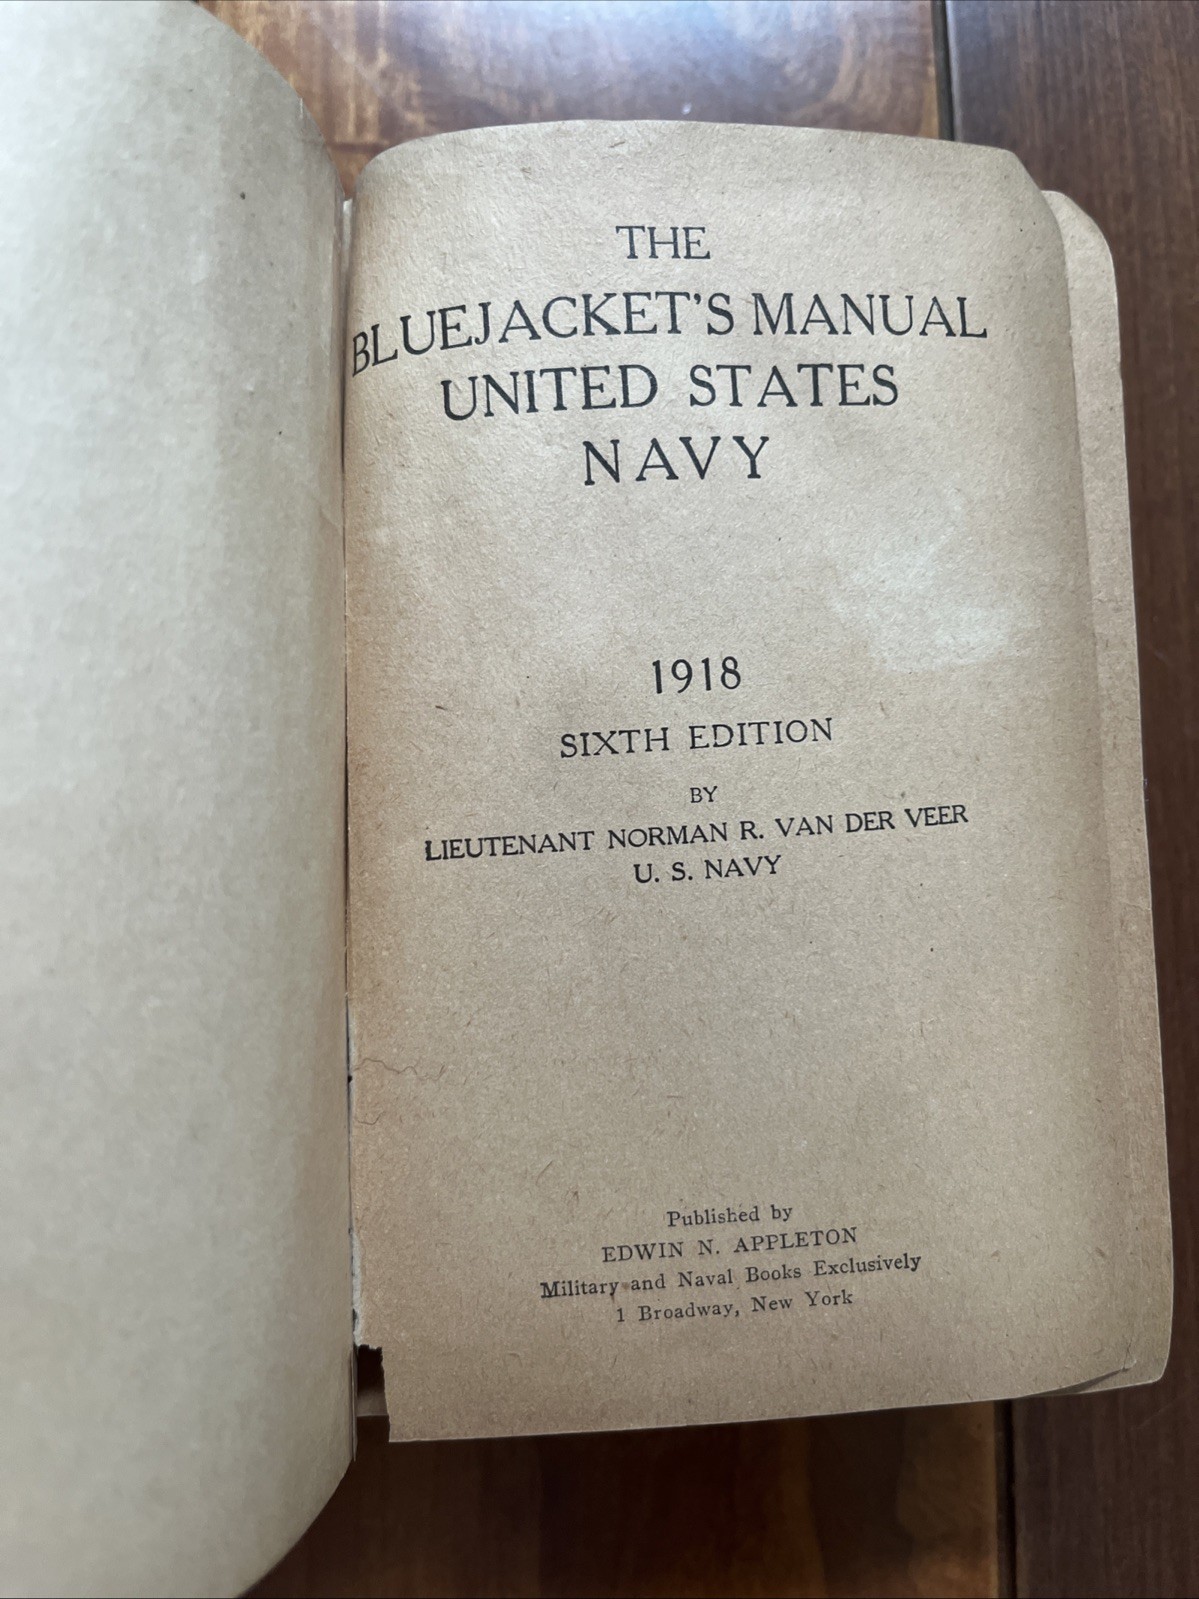 THE
BLUEJACKET'S MANUAL
UNITED STATES
NAVY
1918
SIXTH EDITION
BY
LIEUTENANT NORMAN R. VAN DER VEER
U. S. NAVY
Published by
EDWIN N. APPLETON
Military and Naval Books Exclusively
1 Broadway, New York